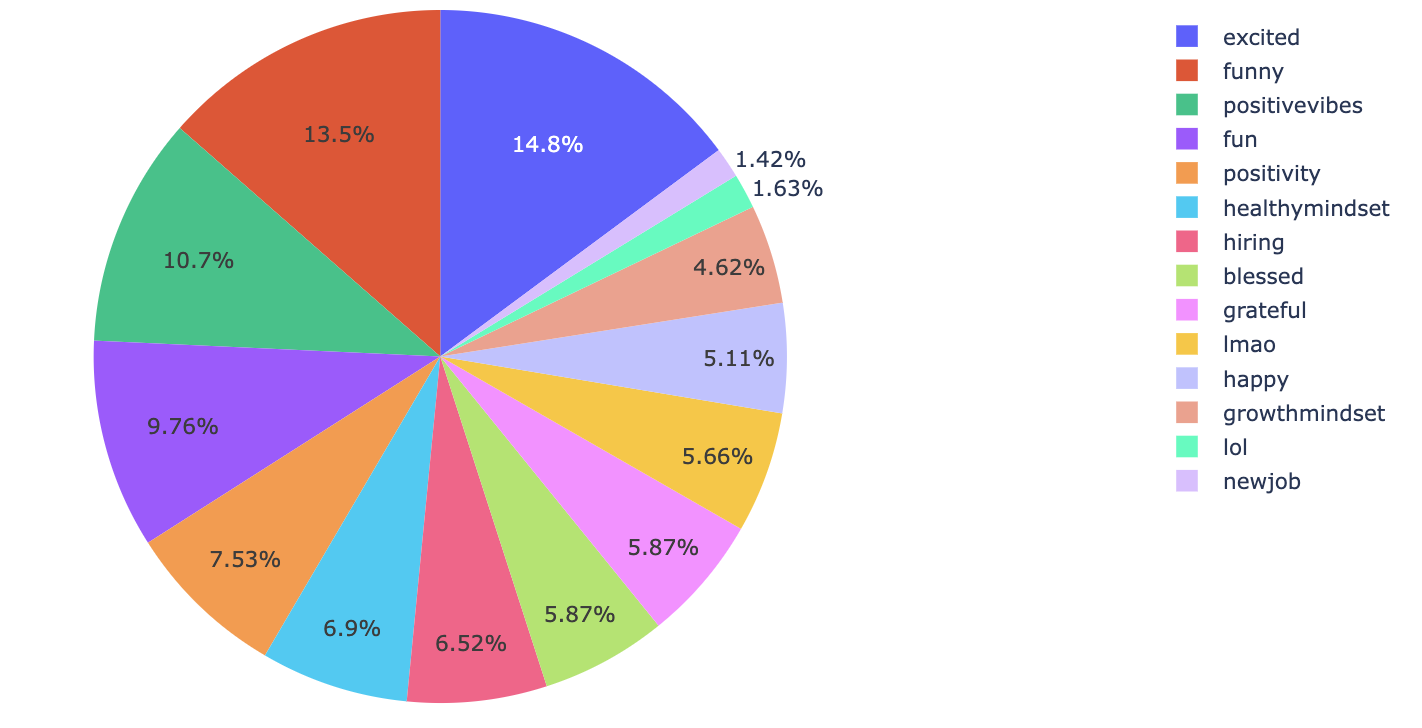 13.5%
14.8%
1.42%
1.63%
10.7%
4.62%
5.11%
9.76%
5.66%
7.53%
5.87%
5.87%
6.9%
6.52%
excited
funny
positivevibes
fun
positivity
healthymindset
hiring
blessed
grateful
lmao
happy
growthmindset
lol
newjob